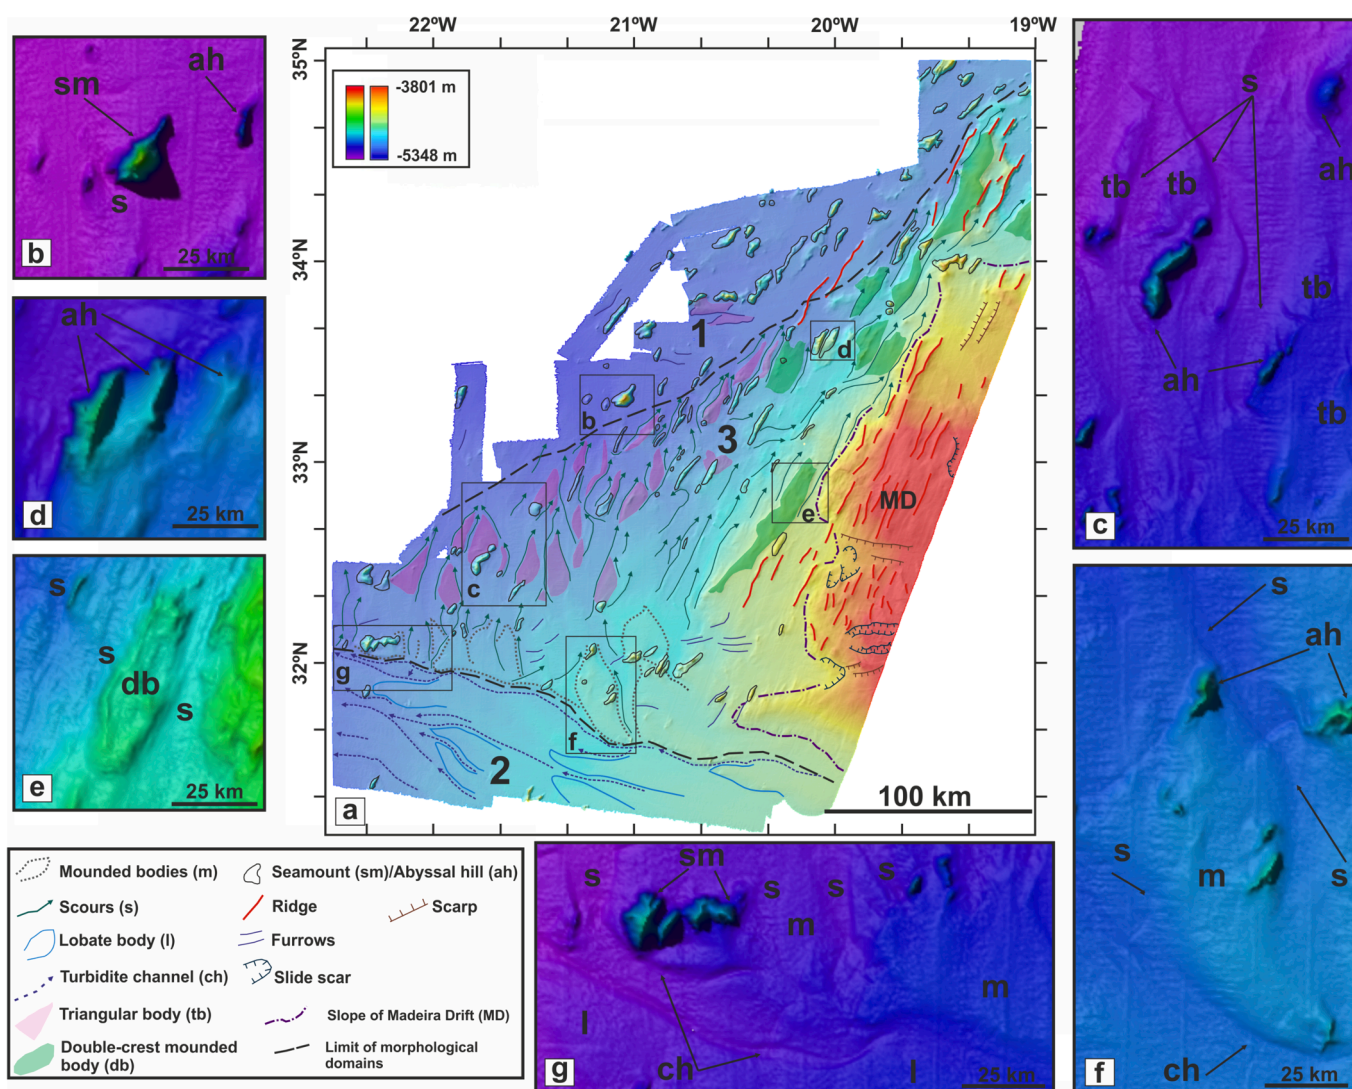 22ºW
21ºW
20ºW
19ºW
35ºN
34ºN
33ºN
32ºN
-3801 m
-5348 m
1
2
3
MD
b
c
d
e
f
g
100 km
a
sm
ah
s
25 km
b
ah
25 km
d
s
s
db
s
25 km
e
s
tb
tb
ah
tb
ah
tb
25 km
c
s
ah
s
s
m
s
ch
25 km
f
sm
s
s
s
s
m
m
l
ch
l
25 km
g
Mounded bodies (m)
Scours (s)
Lobate body (l)
Turbidite channel (ch)
Triangular body (tb)
Double-crest mounded
body (db)
Seamount (sm)/Abyssal hill (ah)
Ridge
Scarp
Furrows
Slide
scar
Slope of Madeira Drift (MD)
Limit of morphological
domains